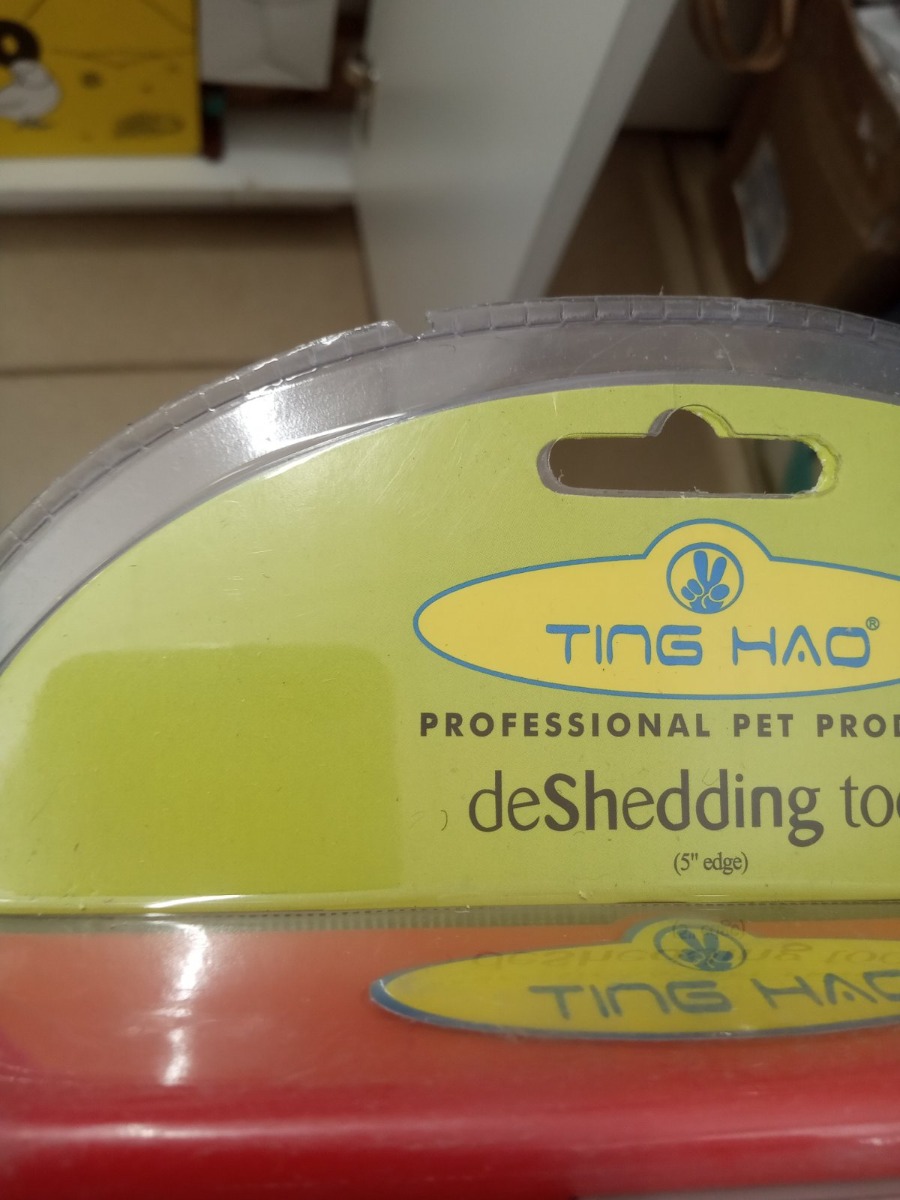 TING HAO®
PROFESSIONAL PET PROD
deShedding too
(5" edge)
TING HAO